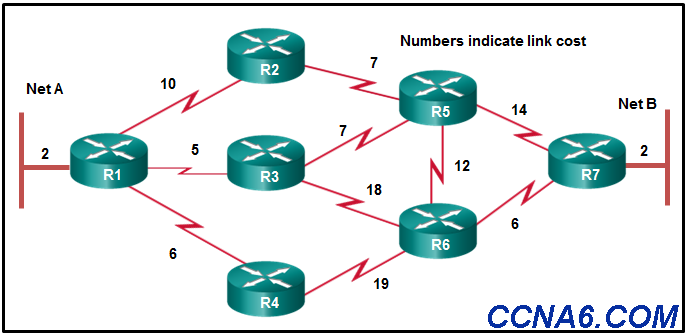 Numbers indicate link cost
7
R2
10
Net A
R5
14
Net B
7
5
2
2
R1
R3
12
R7
18
R6
6
6
R4
19
CCNA6.COM